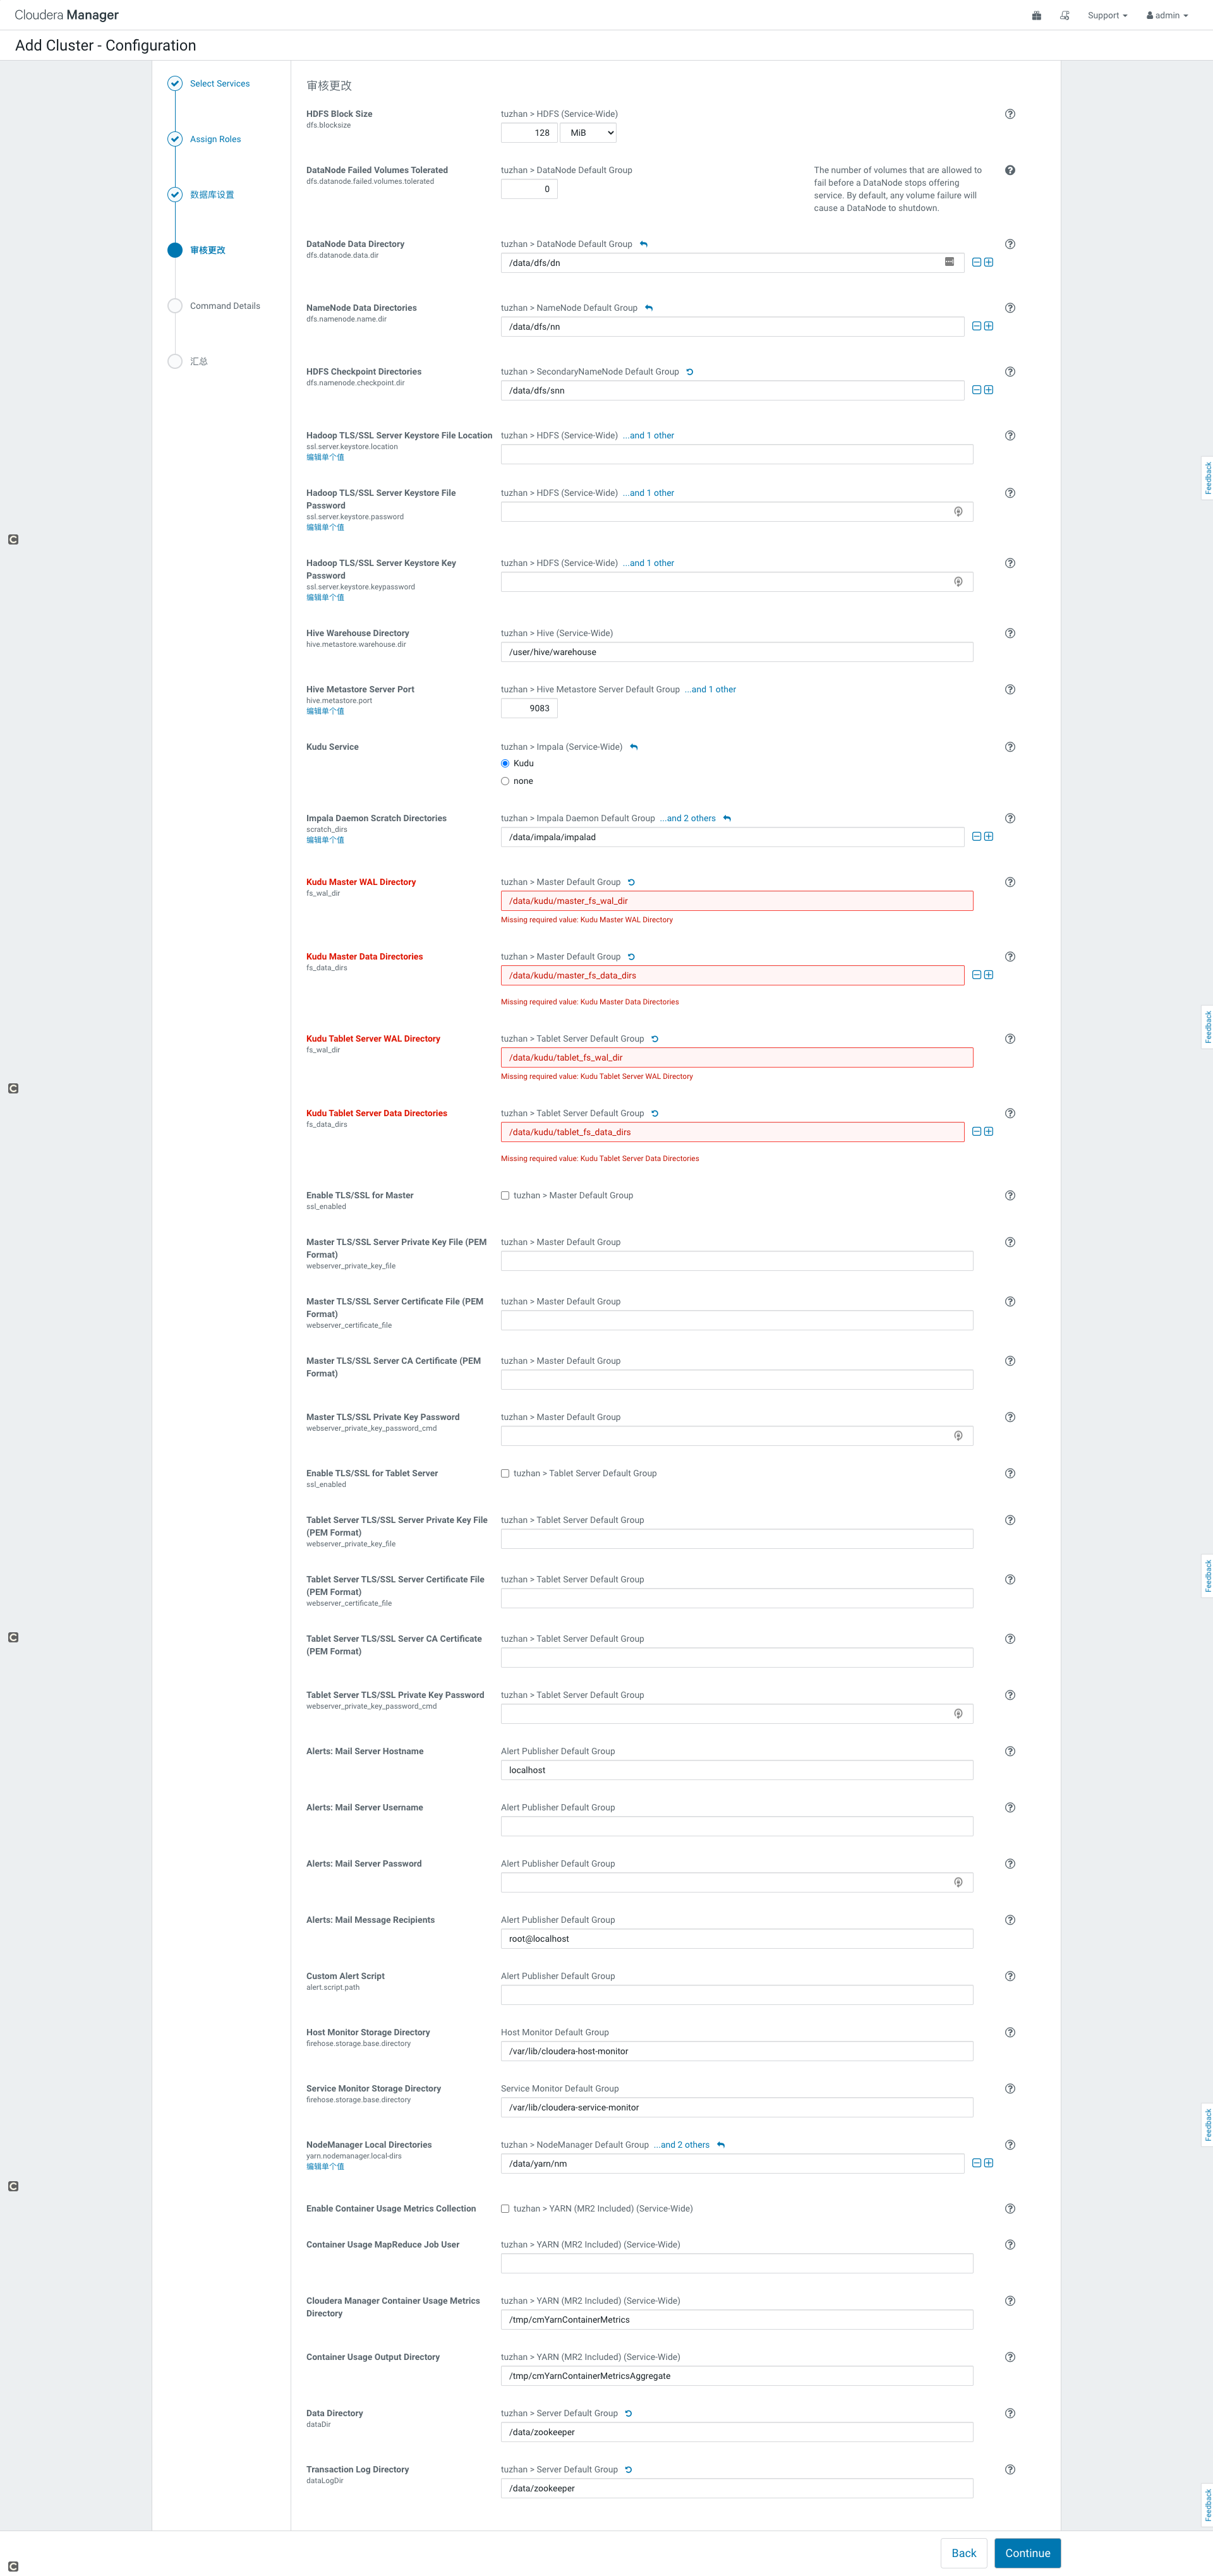 Cloudera Manager
Support
admin
Add Cluster - Configuration
Select Services
Assign Roles
数据库设置
审核更改
Command Details
汇总
审核更改
HDFS Block Size
dfs.blocksize
tuzhan > HDFS (Service-Wide)
128
MiB
DataNode Failed Volumes Tolerated
dfs.datanode.failed.volumes.tolerated
tuzhan > DataNode Default Group
0
The number of volumes that are allowed to
fail before a DataNode stops offering
service. By default, any volume failure will
cause a DataNode to shutdown.
DataNode Data Directory
dfs.datanode.data.dir
tuzhan > DataNode Default Group
/data/dfs/dn
NameNode Data Directories
dfs.namenode.name.dir
tuzhan > NameNode Default Group
/data/dfs/nn
HDFS Checkpoint Directories
dfs.namenode.checkpoint.dir
tuzhan > SecondaryNameNode Default Group
/data/dfs/snn
Hadoop TLS/SSL Server Keystore File Location
ssl.server.keystore.location
编辑单个值
tuzhan > HDFS (Service-Wide) ...and 1 other
Hadoop TLS/SSL Server Keystore File
Password
ssl.server.keystore.password
编辑单个值
tuzhan > HDFS (Service-Wide) ...and 1 other
Hadoop TLS/SSL Server Keystore Key
Password
ssl.server.keystore.keypassword
编辑单个值
tuzhan > HDFS (Service-Wide) ...and 1 other
Hive Warehouse Directory
hive.metastore.warehouse.dir
tuzhan > Hive (Service-Wide)
/user/hive/warehouse
Hive Metastore Server Port
hive.metastore.port
编辑单个值
tuzhan > Hive Metastore Server Default Group ...and 1 other
9083
Kudu Service
tuzhan > Impala (Service-Wide)
Kudu
none
Impala Daemon Scratch Directories
scratch_dirs
编辑单个值
tuzhan > Impala Daemon Default Group ...and 2 others
/data/impala/impalad
Kudu Master WAL Directory
fs_wal_dir
tuzhan > Master Default Group
/data/kudu/master_fs_wal_dir
Missing required value: Kudu Master WAL Directory
Kudu Master Data Directories
fs_data_dirs
tuzhan > Master Default Group
/data/kudu/master_fs_data_dirs
Missing required value: Kudu Master Data Directories
Kudu Tablet Server WAL Directory
fs_wal_dir
tuzhan > Tablet Server Default Group
/data/kudu/tablet_fs_wal_dir
Missing required value: Kudu Tablet Server WAL Directory
Kudu Tablet Server Data Directories
fs_data_dirs
tuzhan > Tablet Server Default Group
/data/kudu/tablet_fs_data_dirs
Missing required value: Kudu Tablet Server Data Directories
Enable TLS/SSL for Master
ssl_enabled
tuzhan > Master Default Group
Master TLS/SSL Server Private Key File (PEM
Format)
webserver_private_key_file
tuzhan > Master Default Group
Master TLS/SSL Server Certificate File (PEM
Format)
webserver_certificate_file
tuzhan > Master Default Group
Master TLS/SSL Server CA Certificate (PEM
Format)
tuzhan > Master Default Group
Master TLS/SSL Private Key Password
webserver_private_key_password_cmd
tuzhan > Master Default Group
Enable TLS/SSL for Tablet Server
ssl_enabled
tuzhan > Tablet Server Default Group
Tablet Server TLS/SSL Server Private Key File
(PEM Format)
webserver_private_key_file
tuzhan > Tablet Server Default Group
Tablet Server TLS/SSL Server Certificate File
(PEM Format)
webserver_certificate_file
tuzhan > Tablet Server Default Group
Tablet Server TLS/SSL Server CA Certificate
(PEM Format)
tuzhan > Tablet Server Default Group
Tablet Server TLS/SSL Private Key Password
webserver_private_key_password_cmd
tuzhan > Tablet Server Default Group
Alerts: Mail Server Hostname
Alert Publisher Default Group
localhost
Alerts: Mail Server Username
Alert Publisher Default Group
Alerts: Mail Server Password
Alert Publisher Default Group
Alerts: Mail Message Recipients
Alert Publisher Default Group
root@localhost
Custom Alert Script
alert.script.path
Alert Publisher Default Group
Host Monitor Storage Directory
firehose.storage.base.directory
Host Monitor Default Group
/var/lib/cloudera-host-monitor
Service Monitor Storage Directory
firehose.storage.base.directory
Service Monitor Default Group
/var/lib/cloudera-service-monitor
NodeManager Local Directories
yarn.nodemanager.local-dirs
编辑单个值
tuzhan > NodeManager Default Group ...and 2 others
/data/yarn/nm
Enable Container Usage Metrics Collection
tuzhan > YARN (MR2 Included) (Service-Wide)
Container Usage MapReduce Job User
tuzhan > YARN (MR2 Included) (Service-Wide)
Cloudera Manager Container Usage Metrics
Directory
tuzhan > YARN (MR2 Included) (Service-Wide)
/tmp/cmYarnContainerMetrics
Container Usage Output Directory
tuzhan > YARN (MR2 Included) (Service-Wide)
/tmp/cmYarnContainerMetricsAggregate
Data Directory
dataDir
tuzhan > Server Default Group
/data/zookeeper
Transaction Log Directory
dataLogDir
tuzhan > Server Default Group
/data/zookeeper
Feedback
Feedback
Feedback
Feedback
Feedback
Back
Continue